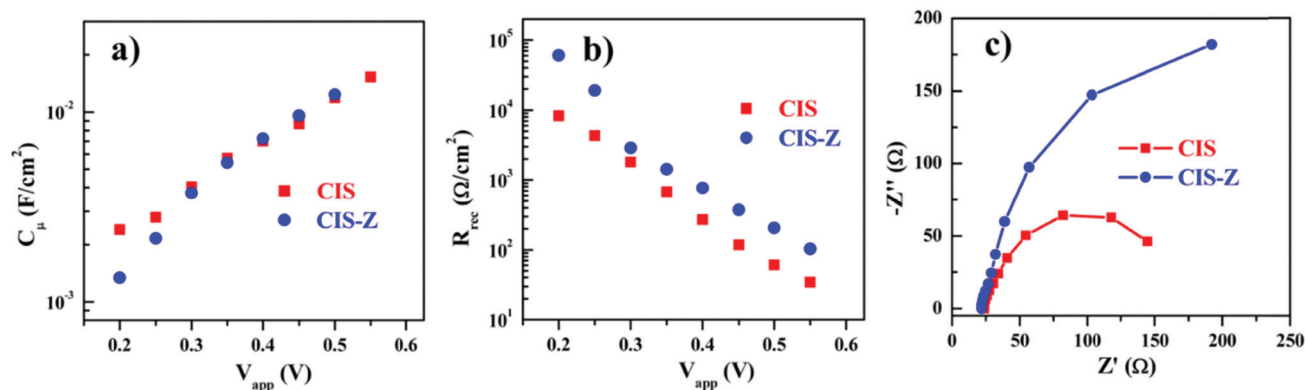 a)
C_μ (F/cm²)
10⁻²
10⁻³
CIS
CIS-Z
0.2 0.3 0.4 0.5 0.6
V_app (V)
b)
R_rec (Ω/cm²)
10⁵
10⁴
10³
10²
10¹
CIS
CIS-Z
0.2 0.3 0.4 0.5 0.6
V_app (V)
c)
-Z'' (Ω)
200
150
100
50
0
CIS
CIS-Z
0 50 100 150 200 250
Z' (Ω)